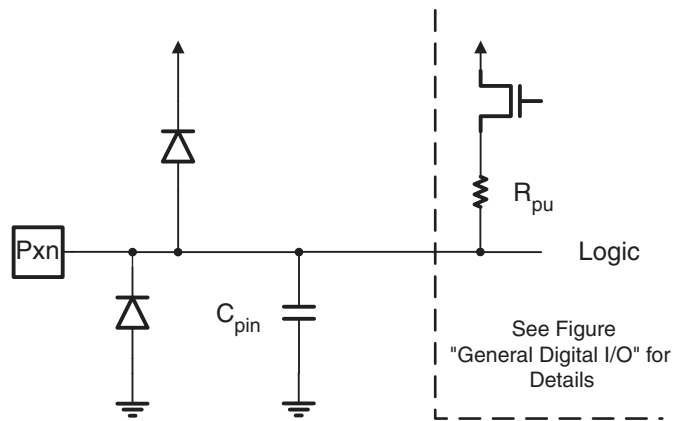 R_pu
Pxn
Logic
C_pin
See Figure
"General Digital I/O" for
Details